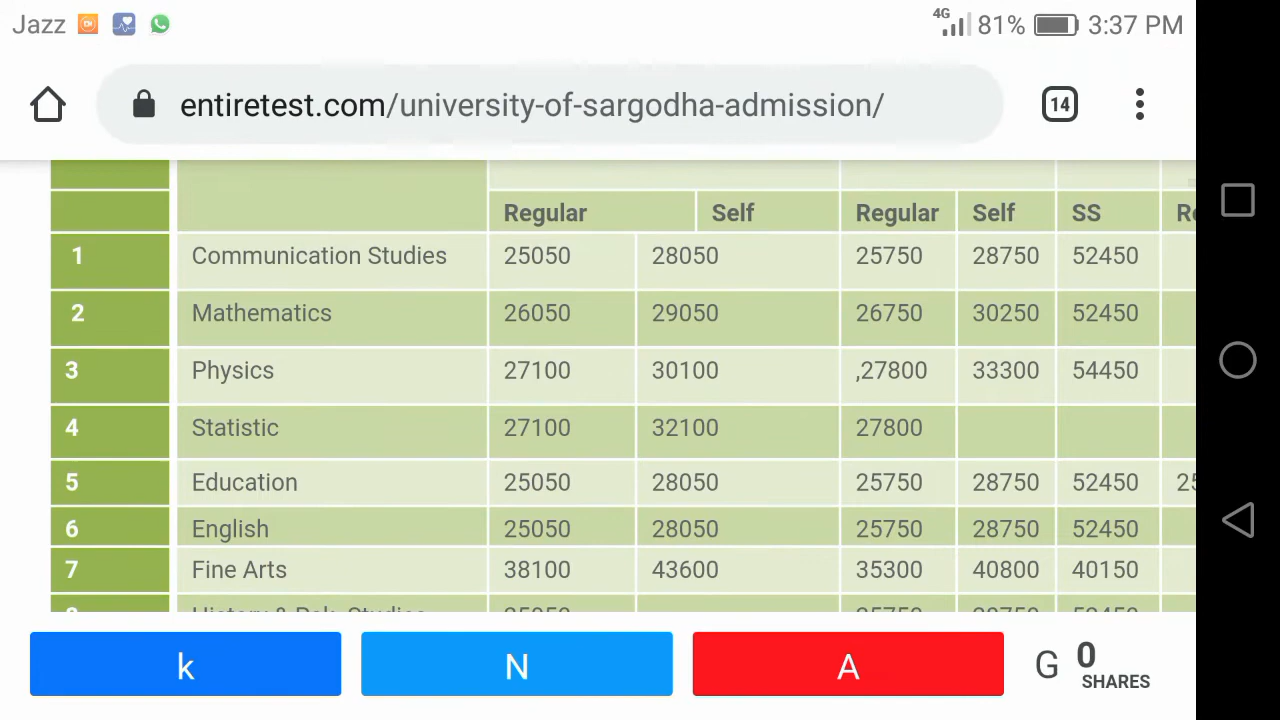 Jazz 4G 81% 3:37 PM
entiretest.com/university-of-sargodha-admission/ 14
Regular Self Regular Self SS
1 Communication Studies 25050 28050 25750 28750 52450
2 Mathematics 26050 29050 26750 30250 52450
3 Physics 27100 30100 ,27800 33300 54450
4 Statistic 27100 32100 27800
5 Education 25050 28050 25750 28750 52450
6 English 25050 28050 25750 28750 52450
7 Fine Arts 38100 43600 35300 40800 40150
k N A G 0
SHARES